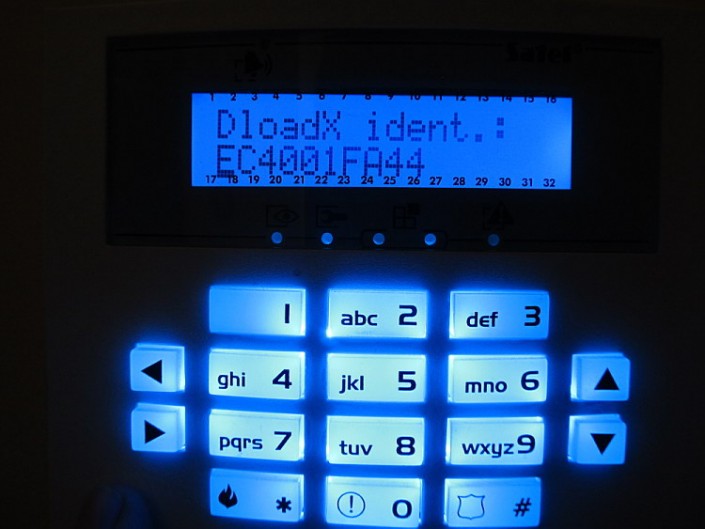 Satel
1 2 3 4 5 6 7 8 9 10 11 12 13 14 15 16
DloadX ident.:
EC4001FA44
17 18 19 20 21 22 23 24 25 26 27 28 29 30 31 32
1 abc 2 def 3
ghi 4 jkl 5 mno 6
pqrs 7 tuv 8 wxyz 9
* 0 #